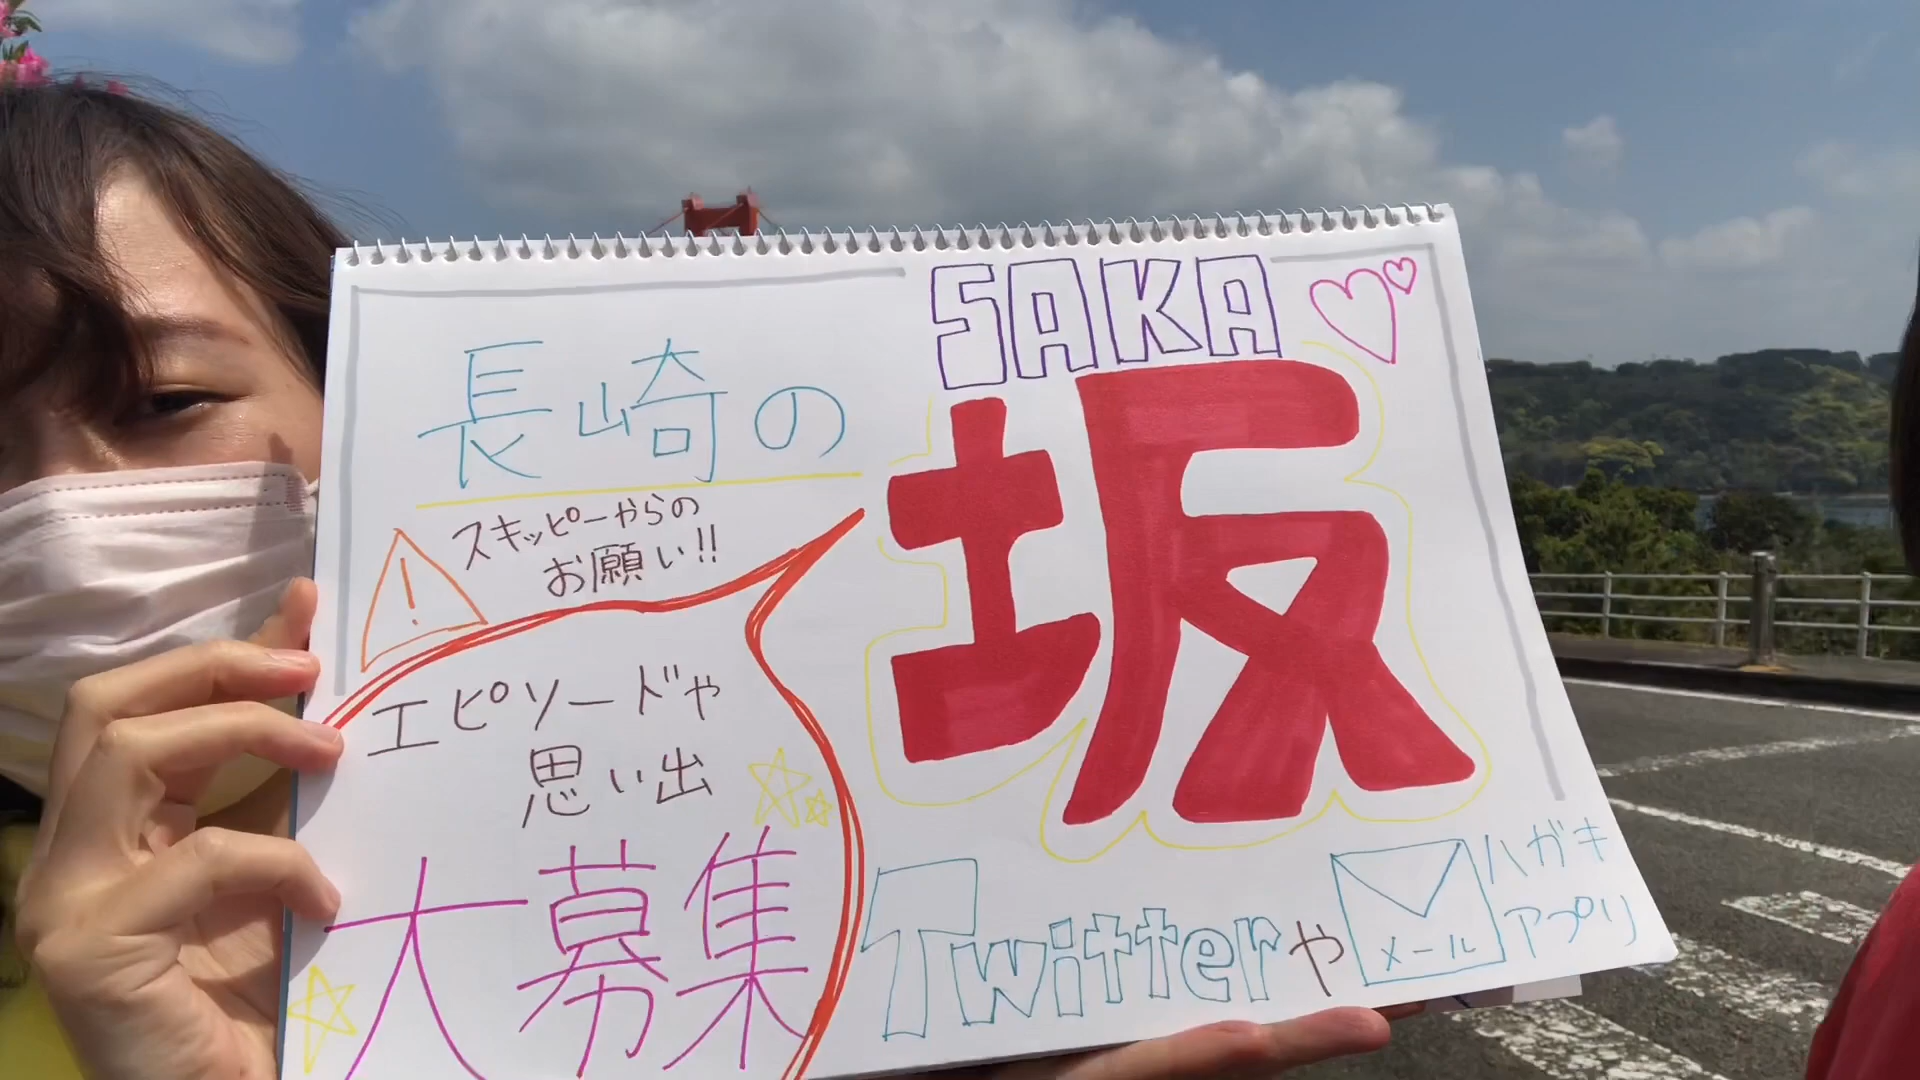 長崎の
SAKA
坂
スキッピーからの
お願い!!
エピソードや
思い出
大募集
Twitterや
メール
ハガキ
アプリ